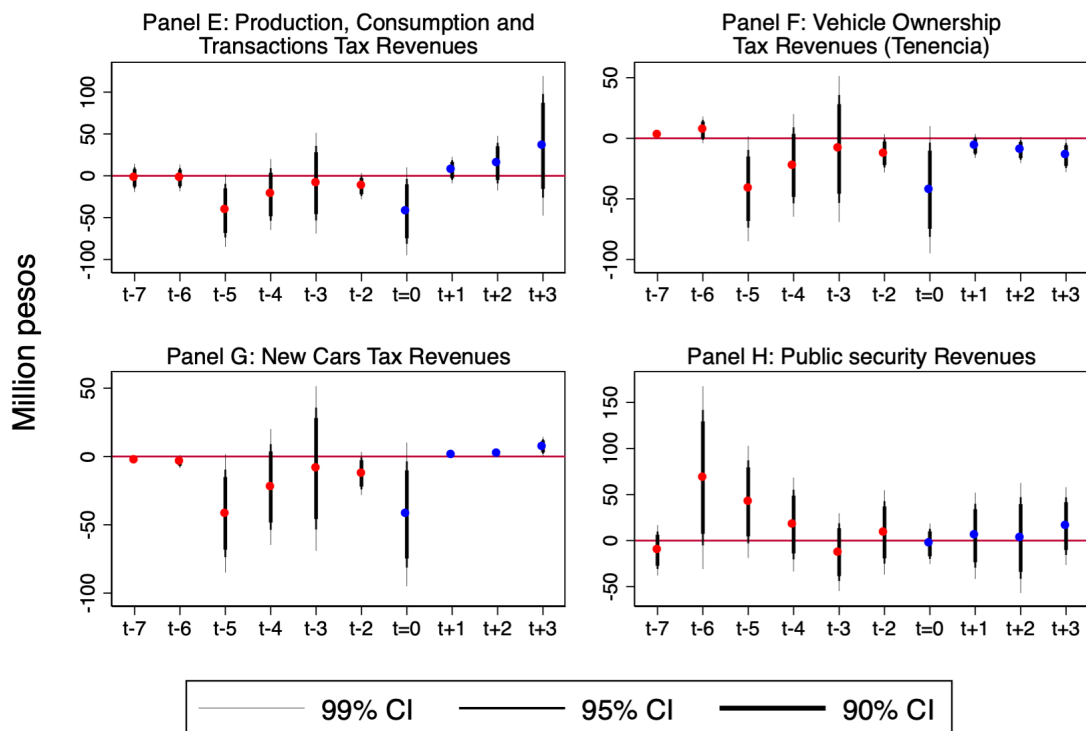 Panel E: Production, Consumption and
Transactions Tax Revenues
100
50
0
-50
-100
t-7 t-6 t-5 t-4 t-3 t-2 t=0 t+1 t+2 t+3
Panel F: Vehicle Ownership
Tax Revenues (Tenencia)
50
0
-50
-100
t-7 t-6 t-5 t-4 t-3 t-2 t=0 t+1 t+2 t+3
Million pesos
Panel G: New Cars Tax Revenues
50
0
-50
-100
t-7 t-6 t-5 t-4 t-3 t-2 t=0 t+1 t+2 t+3
Panel H: Public security Revenues
150
100
50
0
-50
t-7 t-6 t-5 t-4 t-3 t-2 t=0 t+1 t+2 t+3
99% CI 95% CI 90% CI